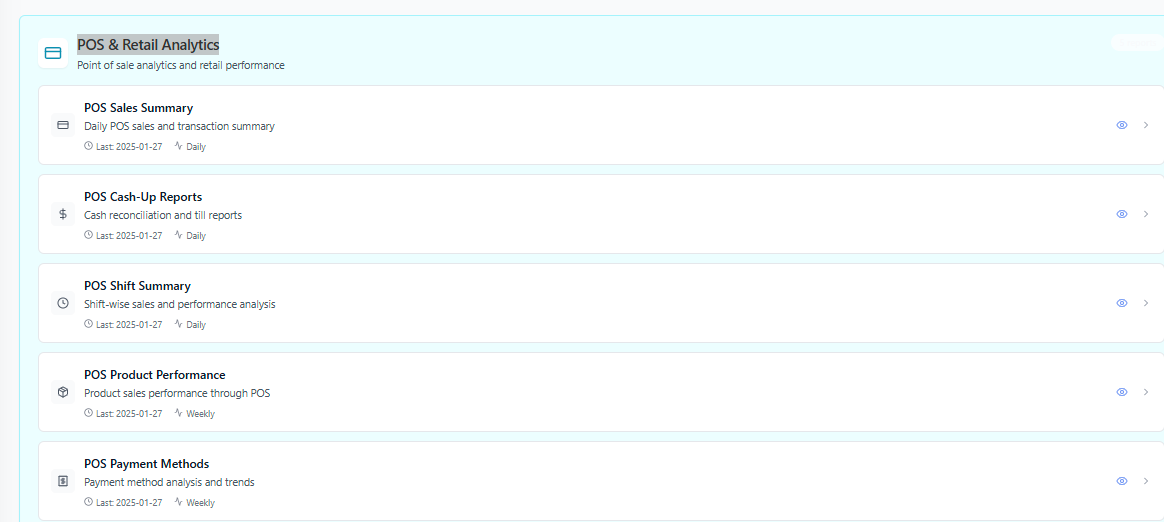 POS & Retail Analytics
Point of sale analytics and retail performance
POS Sales Summary
Daily POS sales and transaction summary
Last: 2025-01-27 Daily
POS Cash-Up Reports
Cash reconciliation and till reports
Last: 2025-01-27 Daily
POS Shift Summary
Shift-wise sales and performance analysis
Last: 2025-01-27 Daily
POS Product Performance
Product sales performance through POS
Last: 2025-01-27 Weekly
POS Payment Methods
Payment method analysis and trends
Last: 2025-01-27 Weekly